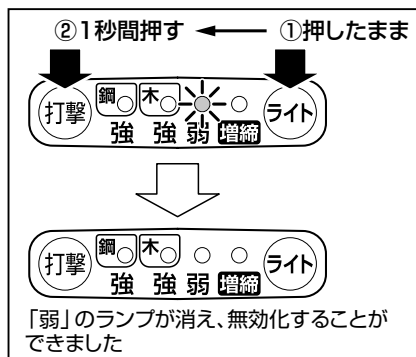 ②1秒間押す ①押したまま
打撃 鋼 木 ライト
強 強 弱 増締
打撃 鋼 木 ライト
強 強 弱 増締
「弱」のランプが消え、無効化することが
できました